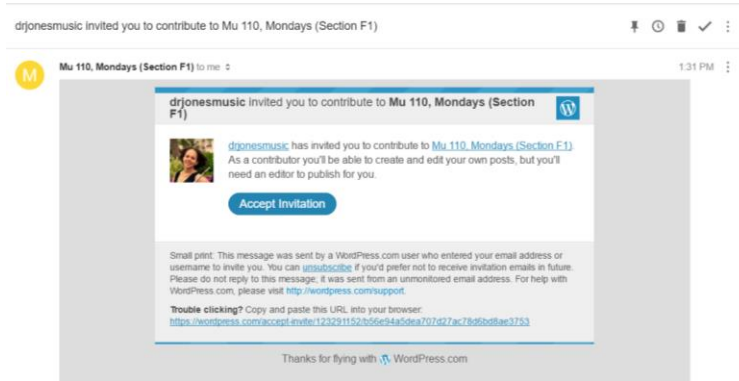 drjonesmusic invited you to contribute to Mu 110, Mondays (Section F1)
M
Mu 110, Mondays (Section F1) to me
1:31 PM
drjonesmusic invited you to contribute to Mu 110, Mondays (Section
F1)
drjonesmusic has invited you to contribute to Mu 110, Mondays (Section F1).
As a contributor you'll be able to create and edit your own posts, but you'll
need an editor to publish for you.
Accept Invitation
Small print: This message was sent by a WordPress.com user who entered your email address or
username to invite you. You can unsubscribe if you'd prefer not to receive invitation emails in future.
Please do not reply to this message; it was sent from an unmonitored email address. For help with
WordPress.com, please visit http://wordpress.com/support.
Trouble clicking? Copy and paste this URL into your browser:
https://wordpress.com/accept-invite/123291152/b56e94a5dea707d27ac78d6bd8ae3753
Thanks for flying with WordPress.com